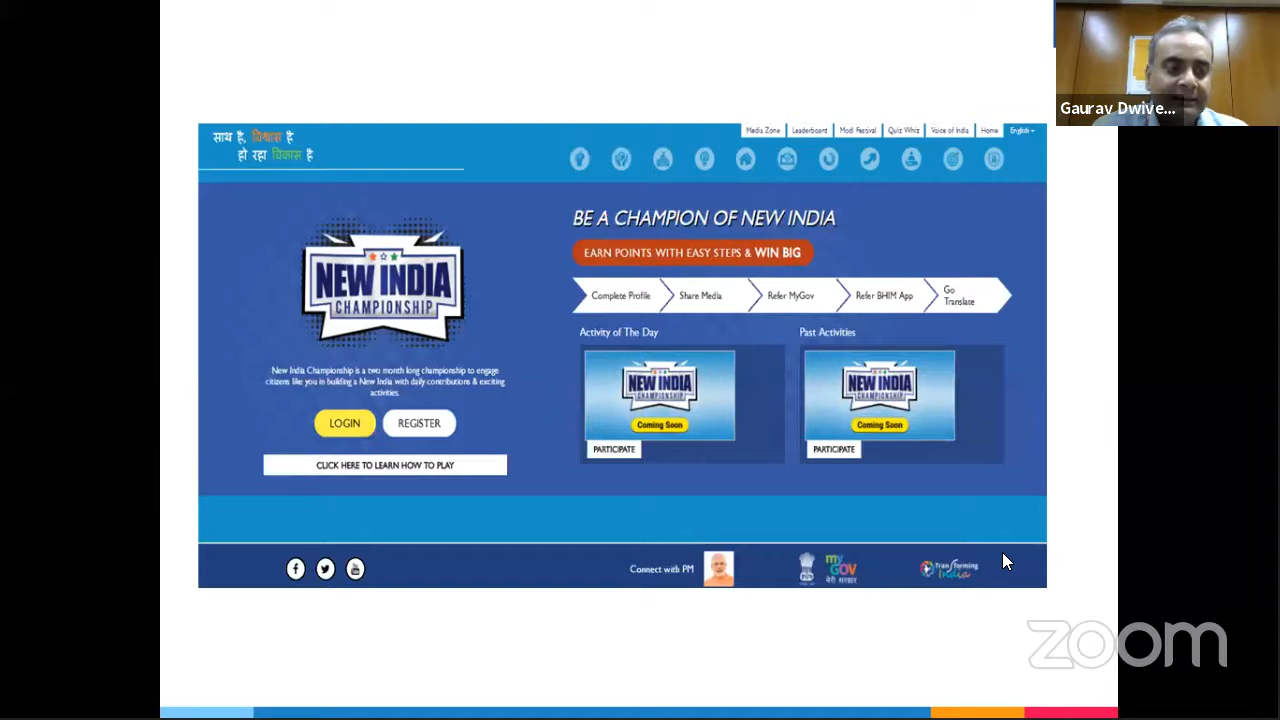 Gaurav Dwive...
साथ है, विश्वास है
हो रहा विकास है
Media Zone
Leaderboard
Modi Festival
Quiz Whiz
Voice of India
Home
English
NEW INDIA
CHAMPIONSHIP
New India Championship is a two month long championship to engage
citizens like you in building a New India with daily contributions & exciting
activities.
LOGIN
REGISTER
CLICK HERE TO LEARN HOW TO PLAY
BE A CHAMPION OF NEW INDIA
EARN POINTS WITH EASY STEPS & WIN BIG
Complete Profile
Share Media
Refer MyGov
Refer BHIM App
Go
Translate
Activity of The Day
NEW INDIA
CHAMPIONSHIP
Coming Soon
PARTICIPATE
Past Activities
NEW INDIA
CHAMPIONSHIP
Coming Soon
PARTICIPATE
Connect with PM
my
GOV
मेरी सरकार
Transforming
India
zoom